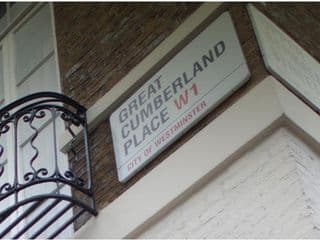 GREAT
CUMBERLAND
PLACE W1
CITY OF WESTMINSTER